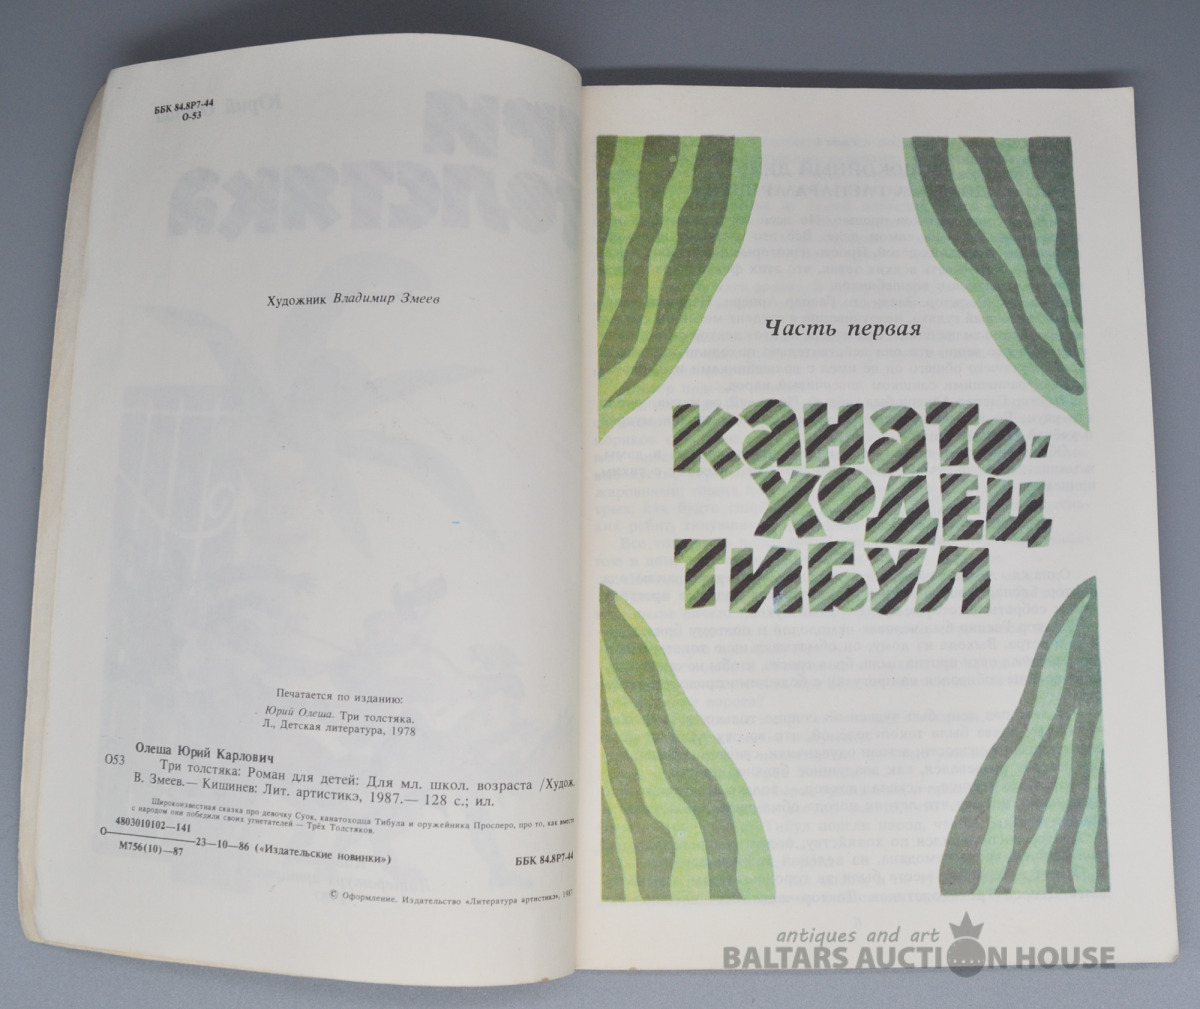 ББК 84.8Р7-44
О-53
Художник Владимир Змеев
Печатается по изданию:
Юрий Олеша. Три толстяка.
Л., Детская литература, 1978
Олеша Юрий Карлович
О53
Три толстяка: Роман для детей: Для мл. школ. возраста /Худож.
В. Змеев.— Кишинев: Лит. артистикэ, 1987.— 128 с.; ил.
Широкоизвестная сказка про девочку Суок, канатоходца Тибула и оружейника Просперо, про то, как вместе
с народом они победили своих угнетателей — Трёх Толстяков.
4803010102—141
О 23—10—86 («Издательские новинки»)
М756(10)—87
ББК 84.8Р7-44
© Оформление. Издательство «Литература артистикэ», 1987
Часть первая
КАНАТО-
ХОДЕЦ
ТИБУЛ
antiques and art
BALTARS AUCTION HOUSE